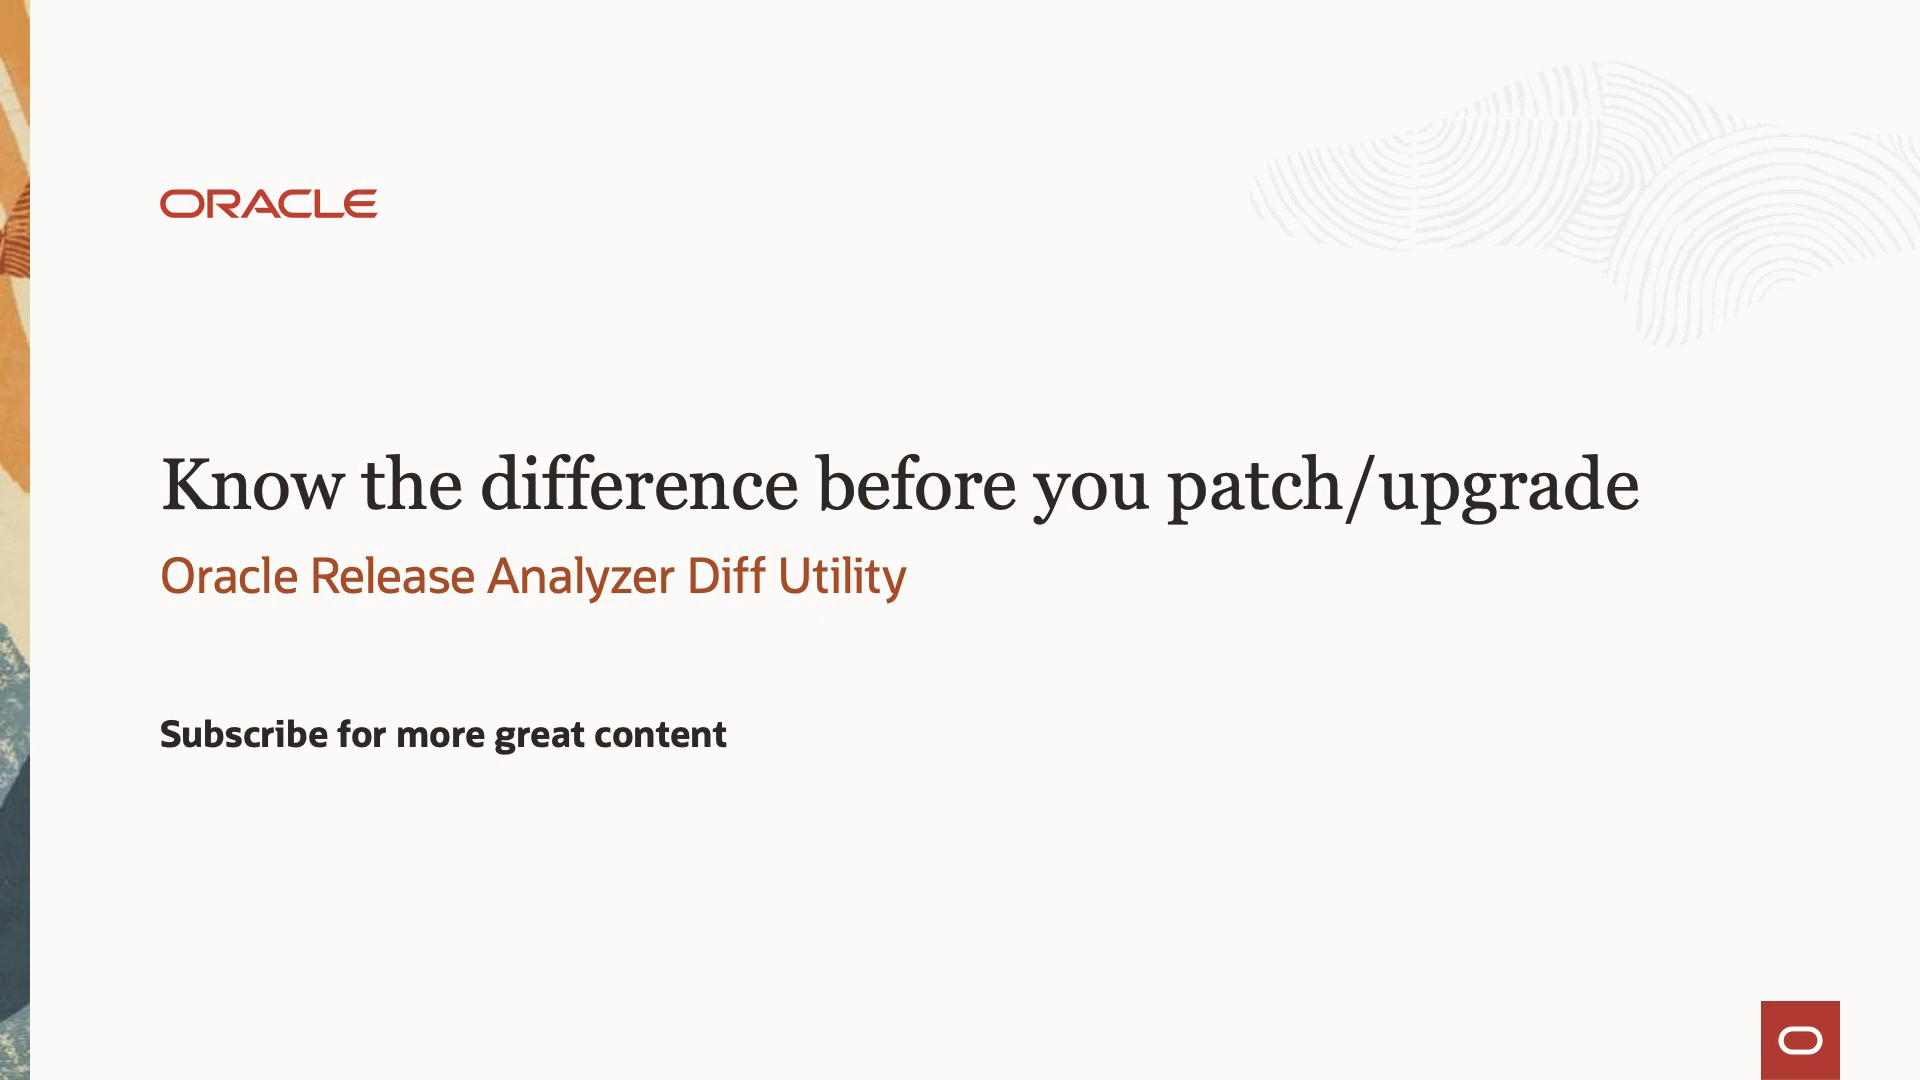 ORACLE
Know the difference before you patch/upgrade
Oracle Release Analyzer Diff Utility
Subscribe for more great content